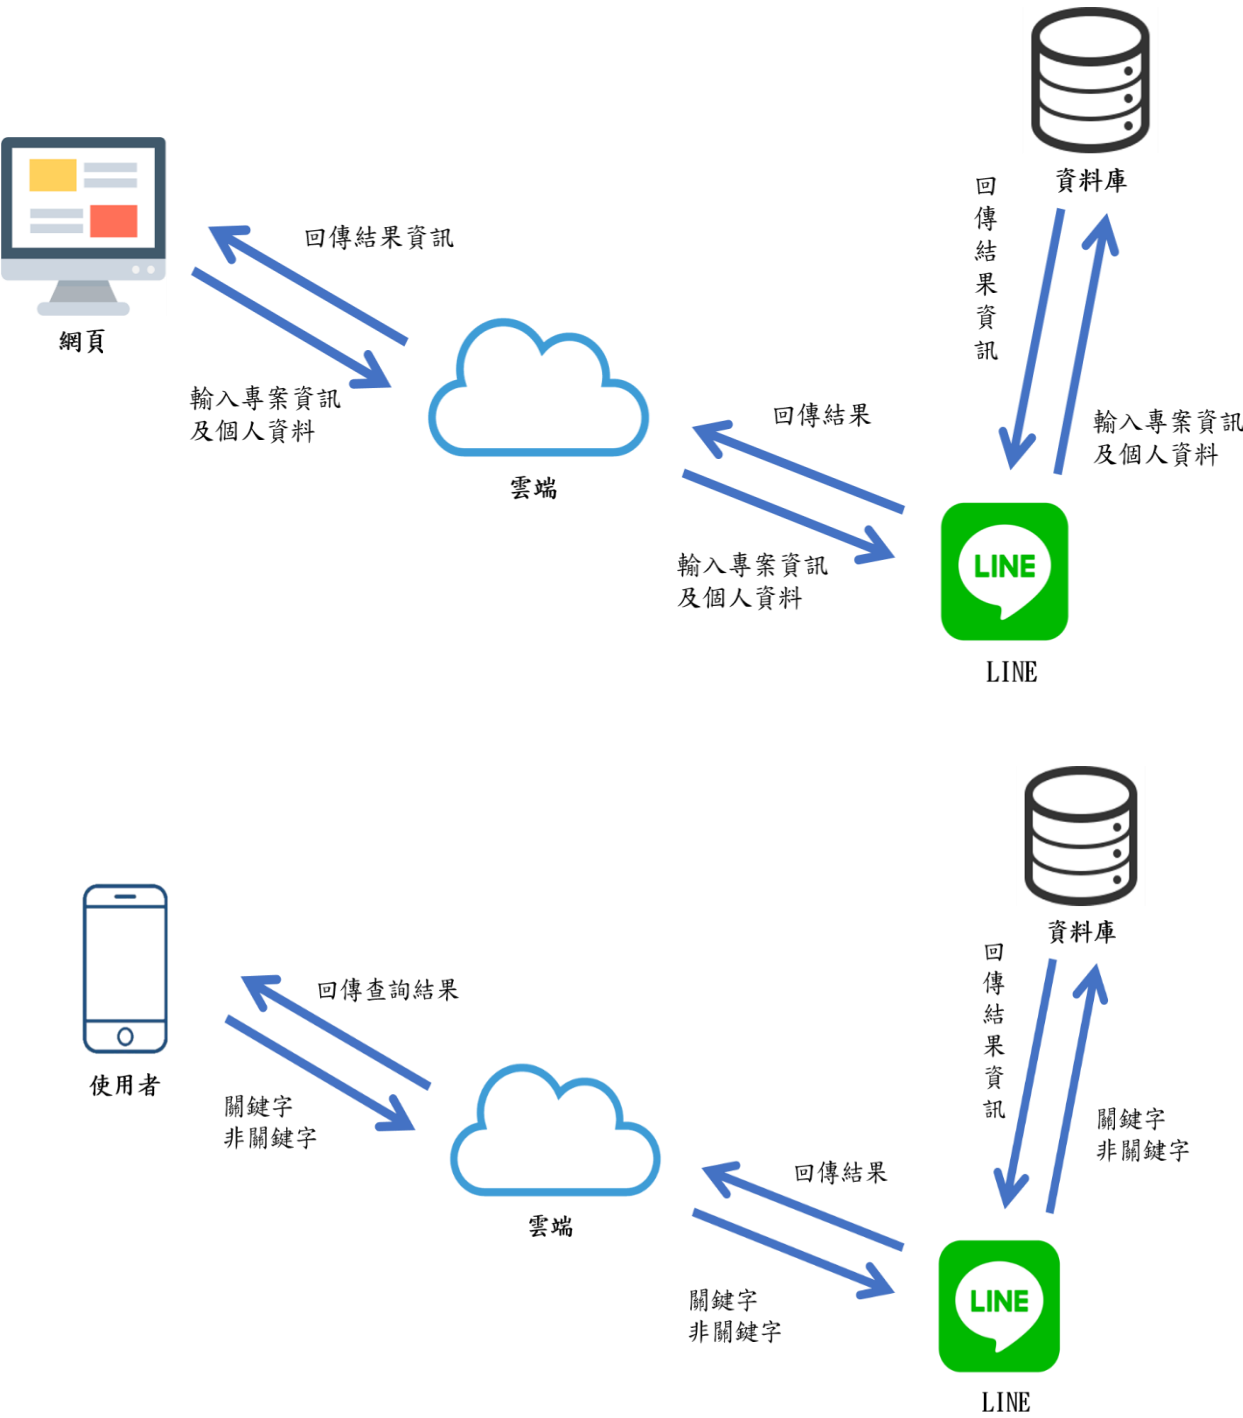 資料庫
回傳結果資訊
回傳結果資訊
網頁
輸入專案資訊
及個人資料
回傳結果
輸入專案資訊
及個人資料
雲端
輸入專案資訊
及個人資料
LINE
LINE
資料庫
回傳結果資訊
回傳查詢結果
使用者
關鍵字
非關鍵字
關鍵字
非關鍵字
回傳結果
雲端
關鍵字
非關鍵字
LINE
LINE